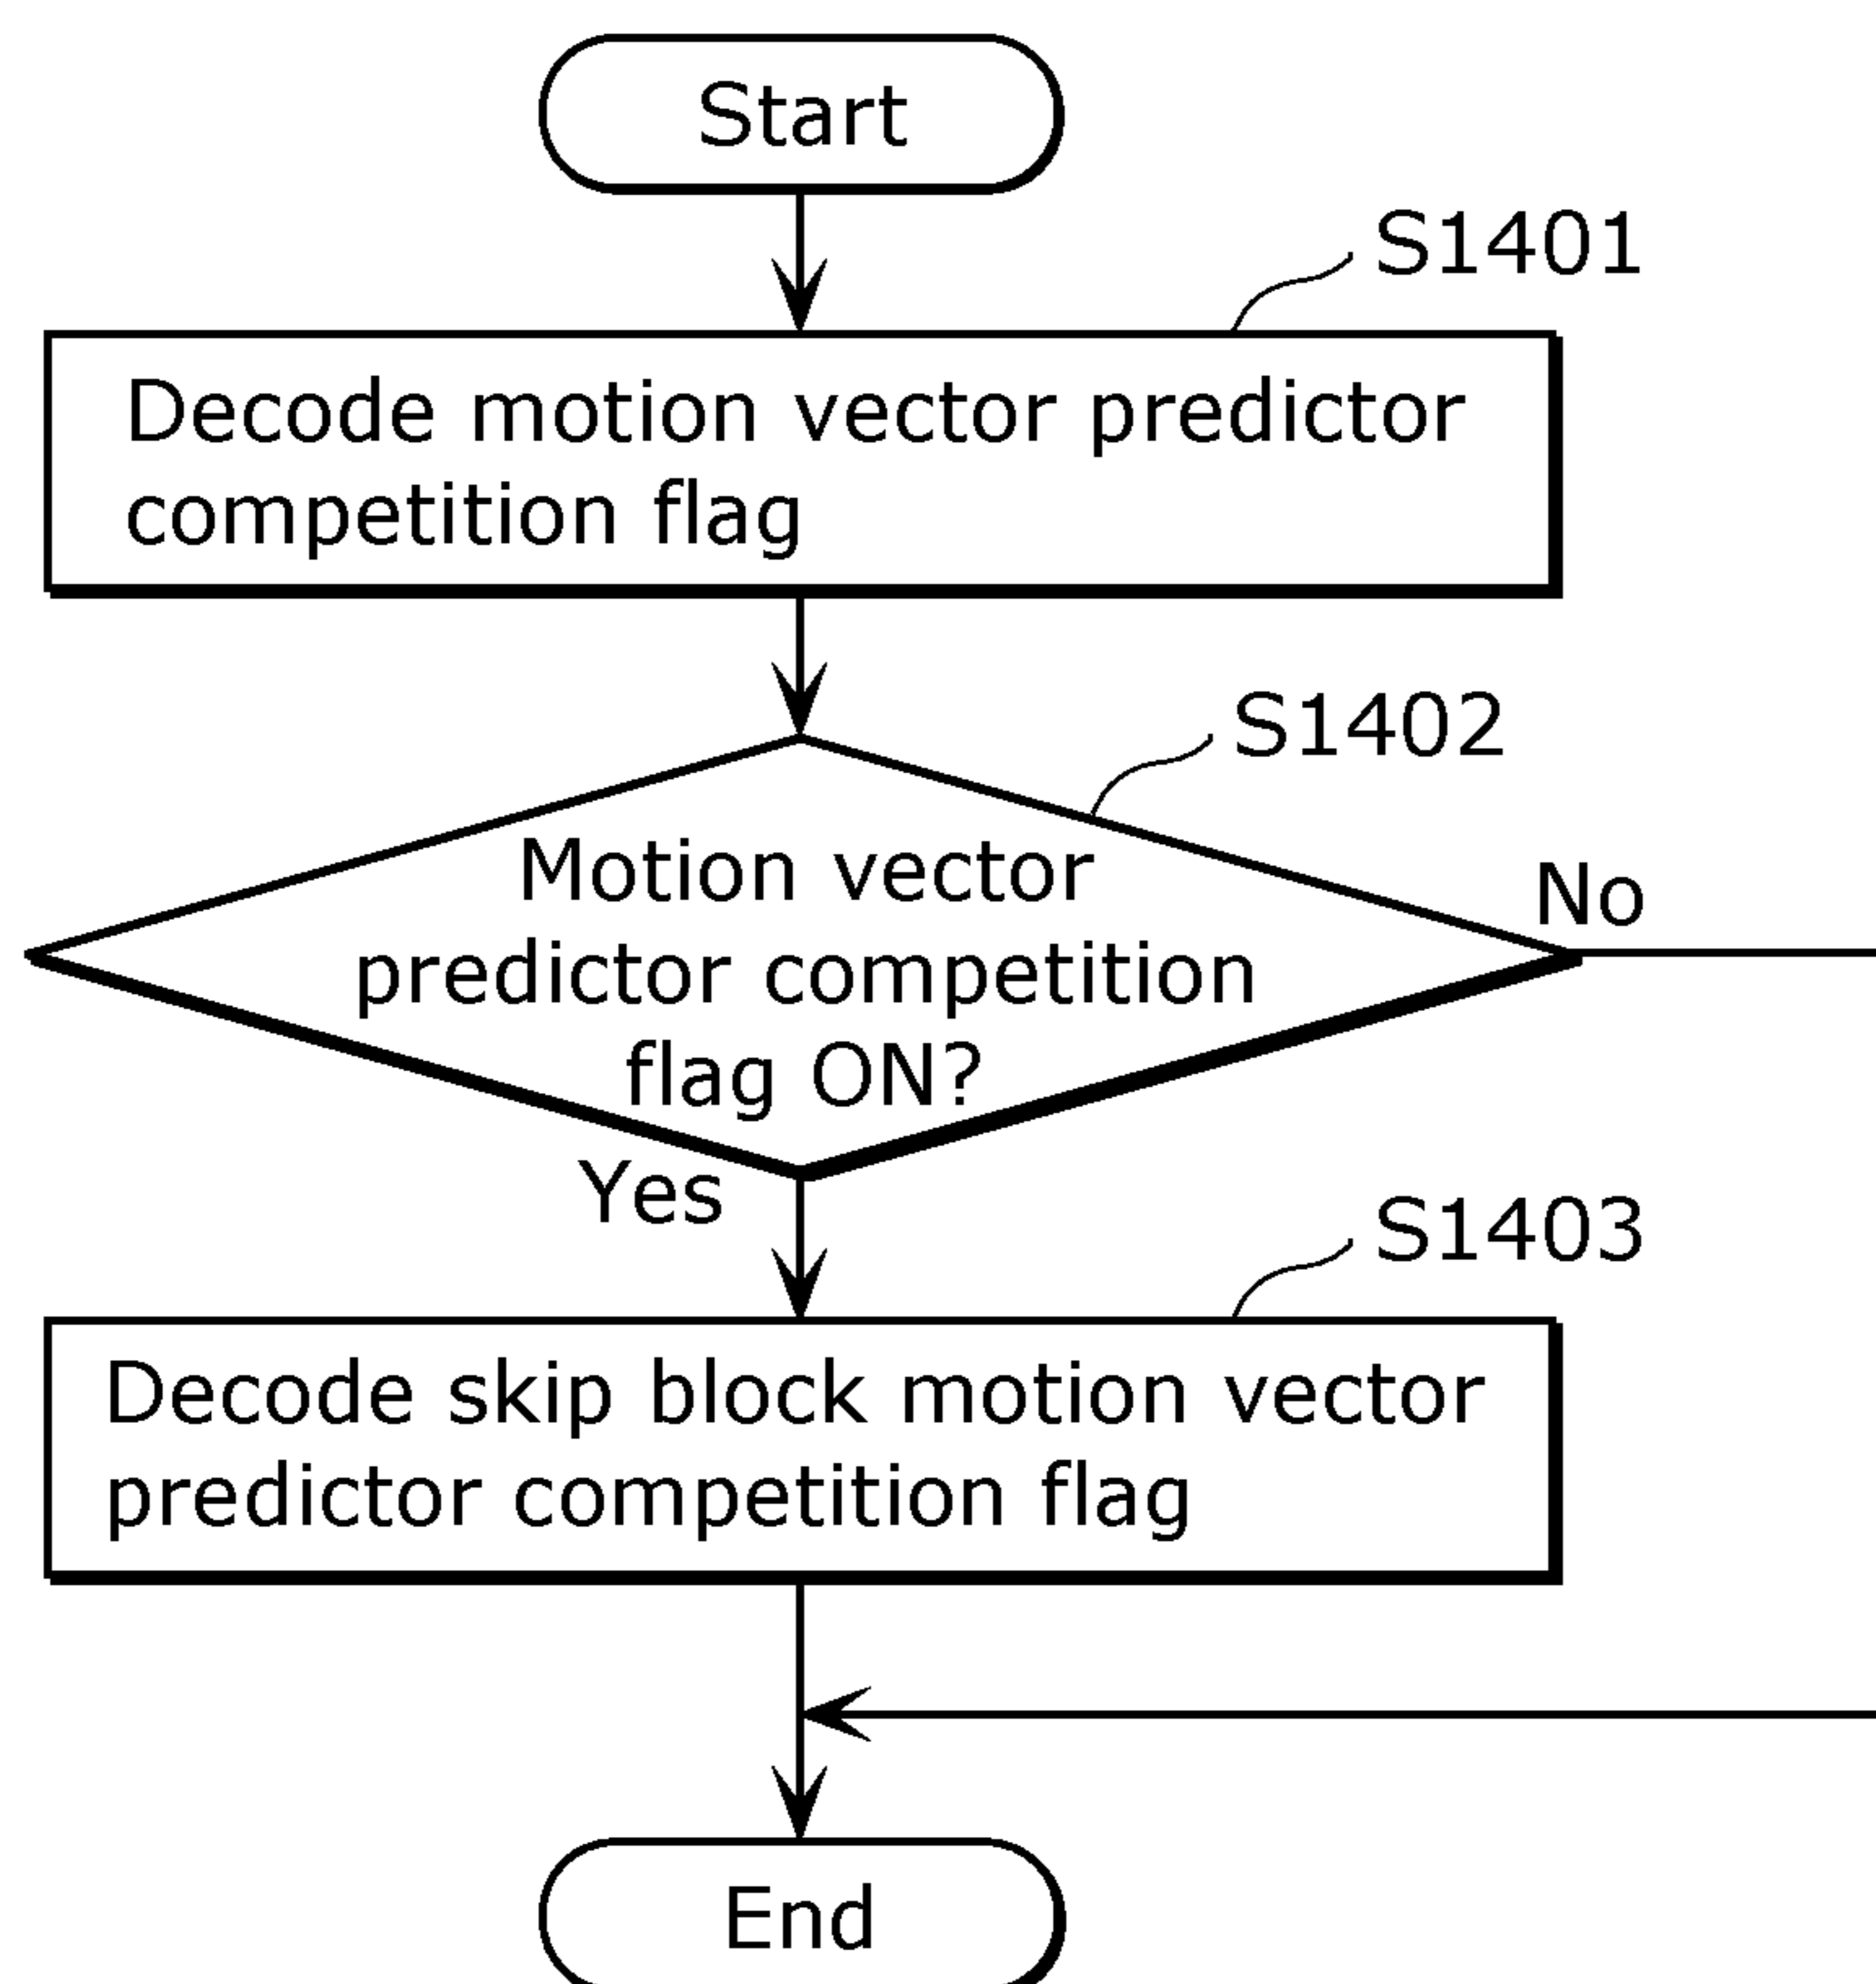 Start
S1401
Decode motion vector predictor
competition flag
S1402
Motion vector
predictor competition
flag ON?
No
Yes
S1403
Decode skip block motion vector
predictor competition flag
End